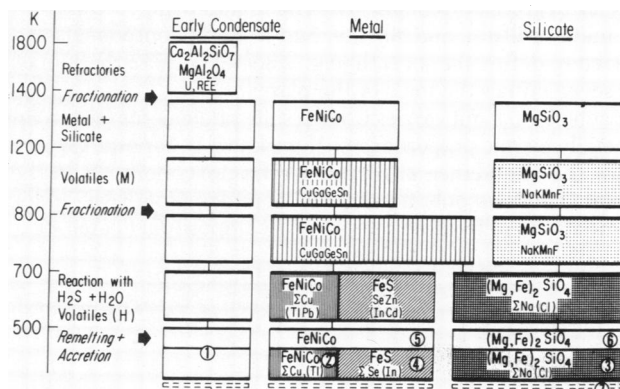 K
Early Condensate
Metal
Silicate
1800
Refractories
Ca2Al2SiO7
MgAl2O4
U, REE
1400
Fractionation
Metal +
Silicate
FeNiCo
MgSiO3
1200
Volatiles (M)
FeNiCo
CuGaGeSn
MgSiO3
NaKMnF
Fractionation
800
FeNiCo
CuGaGeSn
MgSiO3
NaKMnF
700
Reaction with
H2S + H2O
Volatiles (H)
FeNiCo
ΣCu
(TlPb)
FeS
SeZn
(InCd)
(Mg,Fe)2 SiO4
ΣNa (Cl)
500
Remelting +
Accretion
①
FeNiCo
⑤
(Mg,Fe)2 SiO4
⑥
FeNiCo ②
ΣCu,(Tl)
FeS ④
ΣSe(In)
(Mg,Fe)2 SiO4 ③
ΣNa(Cl)